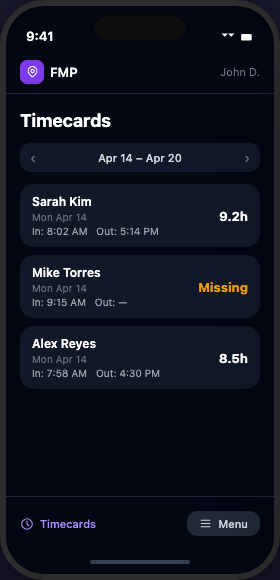 9:41
FMP
John D.
Timecards
‹ Apr 14 – Apr 20 ›
Sarah Kim
Mon Apr 14
9.2h
In: 8:02 AM Out: 5:14 PM
Mike Torres
Mon Apr 14
Missing
In: 9:15 AM Out: —
Alex Reyes
Mon Apr 14
8.5h
In: 7:58 AM Out: 4:30 PM
Timecards
Menu